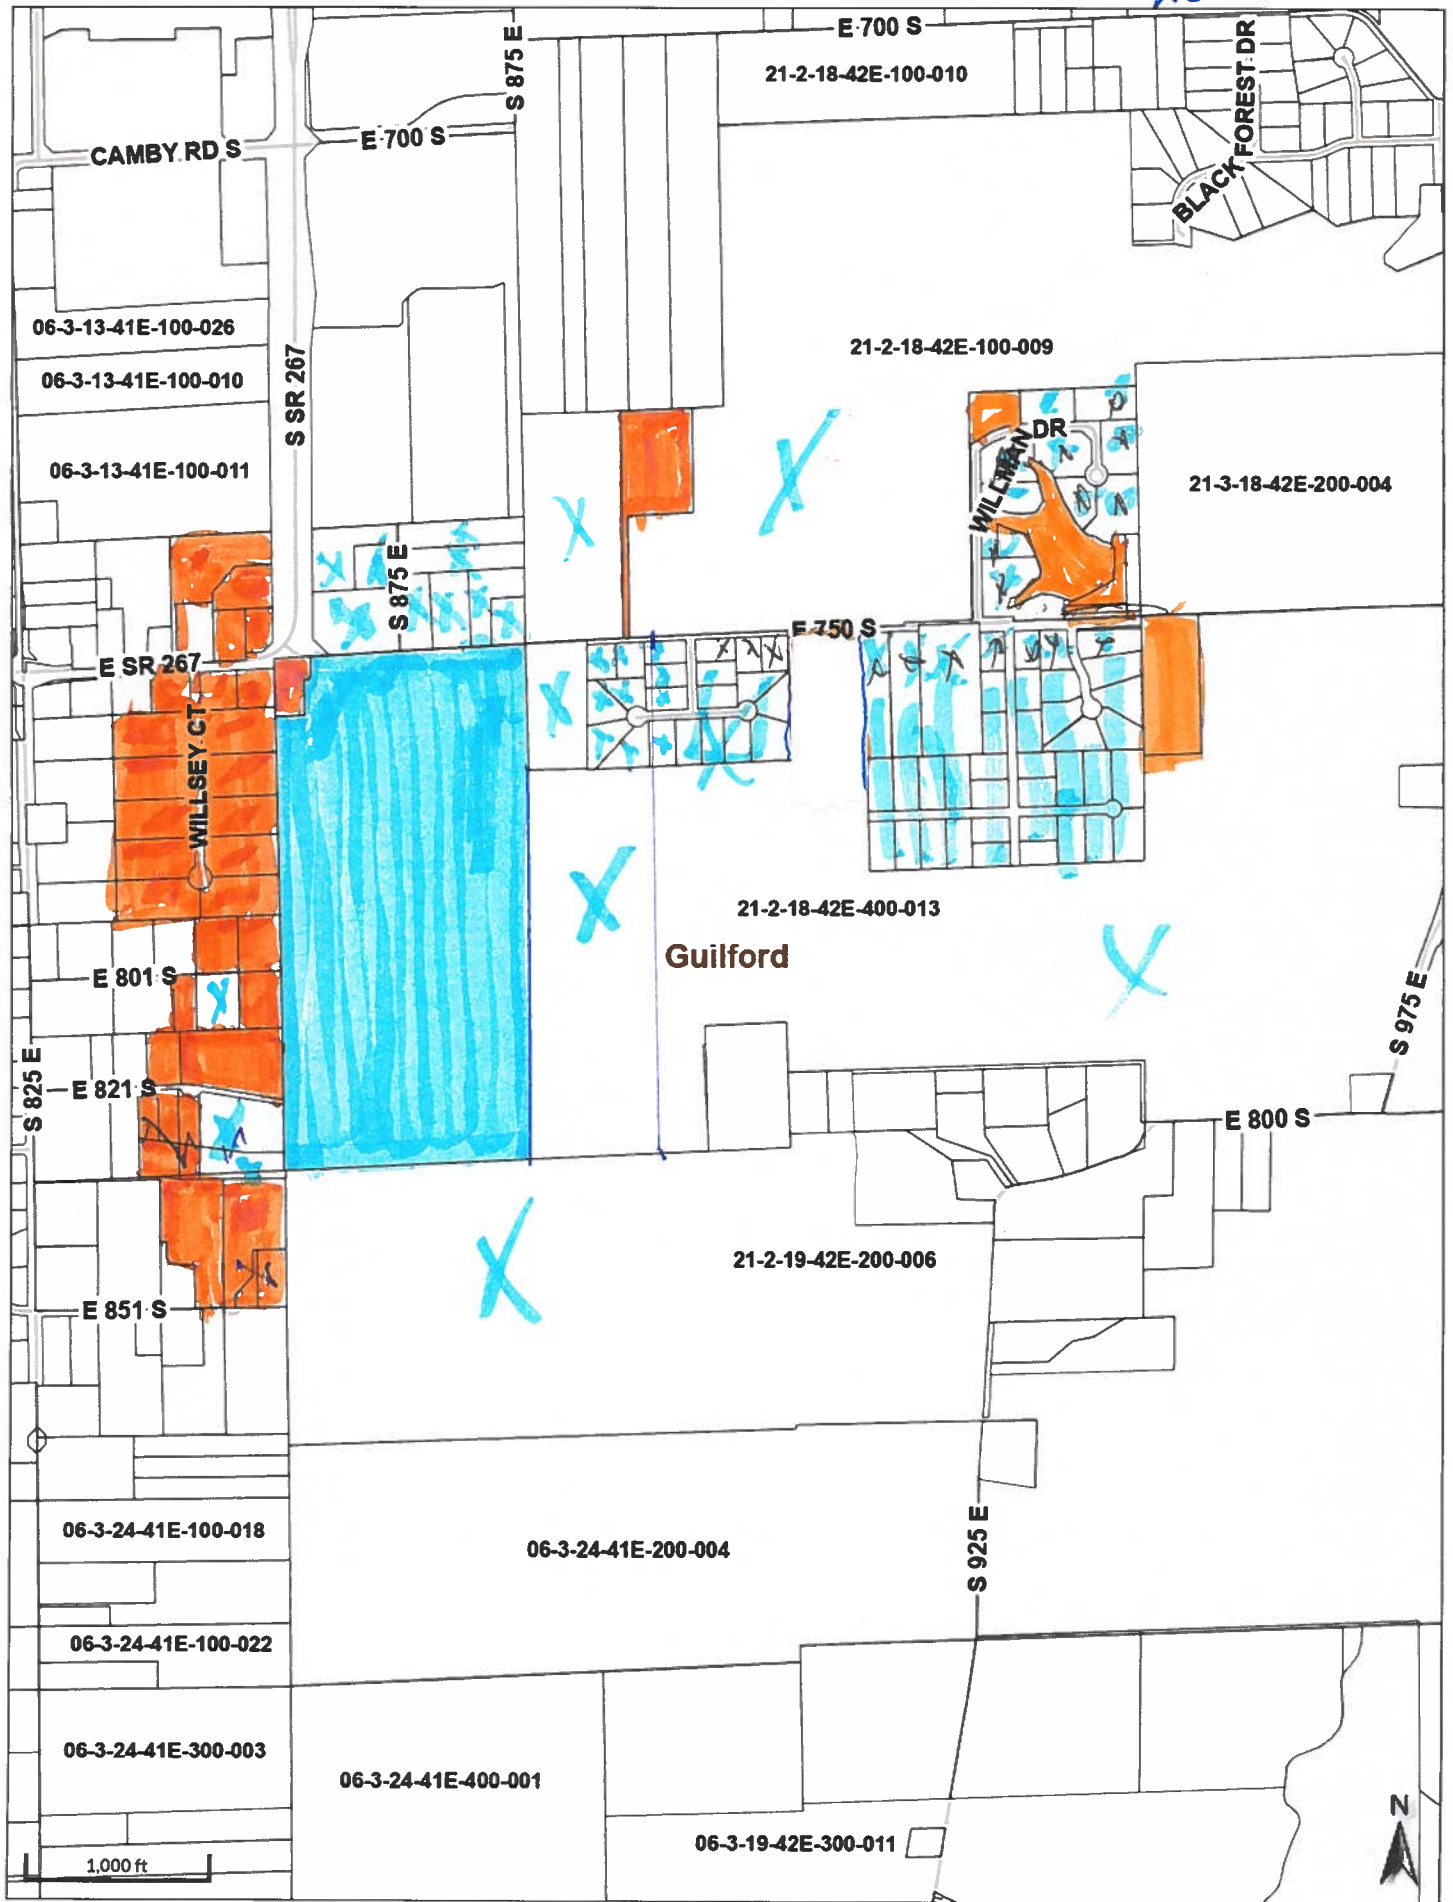 E 700 S
S 875 E
21-2-18-42E-100-010
BLACK FOREST DR
CAMBY RD S
E 700 S
06-3-13-41E-100-026
06-3-13-41E-100-010
S SR 267
06-3-13-41E-100-011
21-2-18-42E-100-009
WILLMAN DR
21-3-18-42E-200-004
S 875 E
E 750 S
E SR 267
WILLSEY CT
21-2-18-42E-400-013
Guilford
E 801 S
S 825 E
E 821 S
S 975 E
E 800 S
21-2-19-42E-200-006
E 851 S
06-3-24-41E-100-018
06-3-24-41E-200-004
S 925 E
06-3-24-41E-100-022
06-3-24-41E-300-003
06-3-24-41E-400-001
06-3-19-42E-300-011
1,000 ft
N